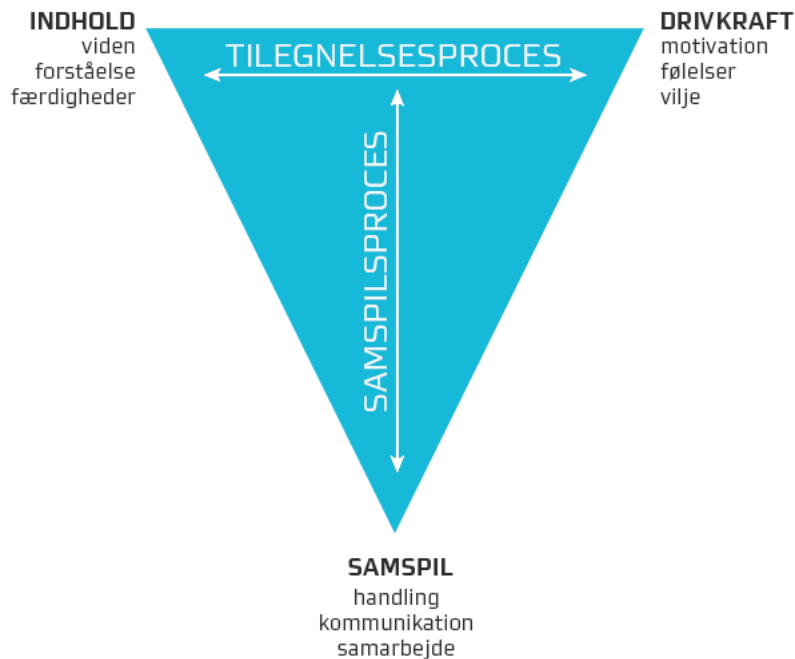 INDHOLD
viden
forståelse
færdigheder
DRIVKRAFT
motivation
følelser
vilje
TILEGNELSESPROCES
SAMSPILSPROCES
SAMSPIL
handling
kommunikation
samarbejde